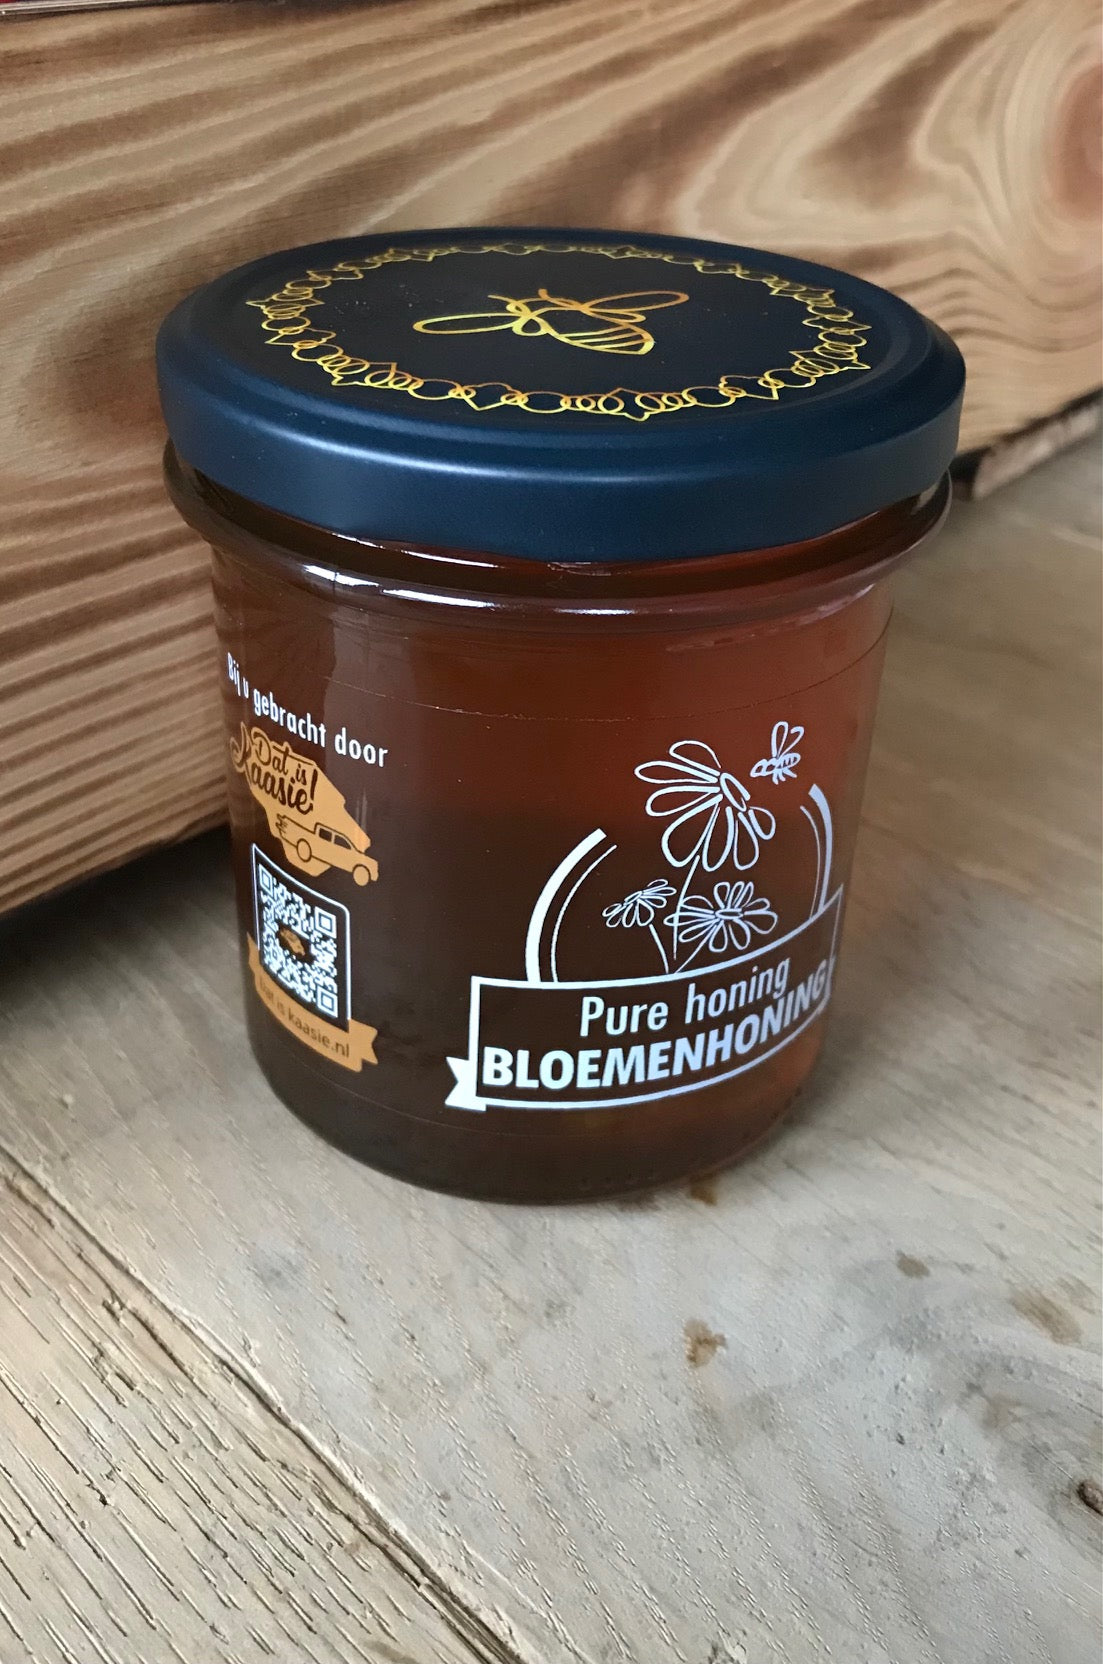 Bij u gebracht door
Dat is
Kaasie!
Dat is kaasie.nl
Pure honing
BLOEMENHONING